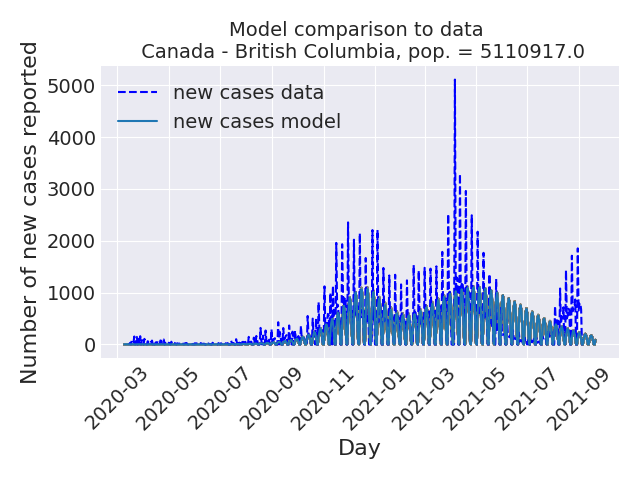 Model comparison to data
Canada - British Columbia, pop. = 5110917.0
Number of new cases reported
5000
4000
3000
2000
1000
0
new cases data
new cases model
2020-03
2020-05
2020-07
2020-09
2020-11
2021-01
2021-03
2021-05
2021-07
2021-09
Day